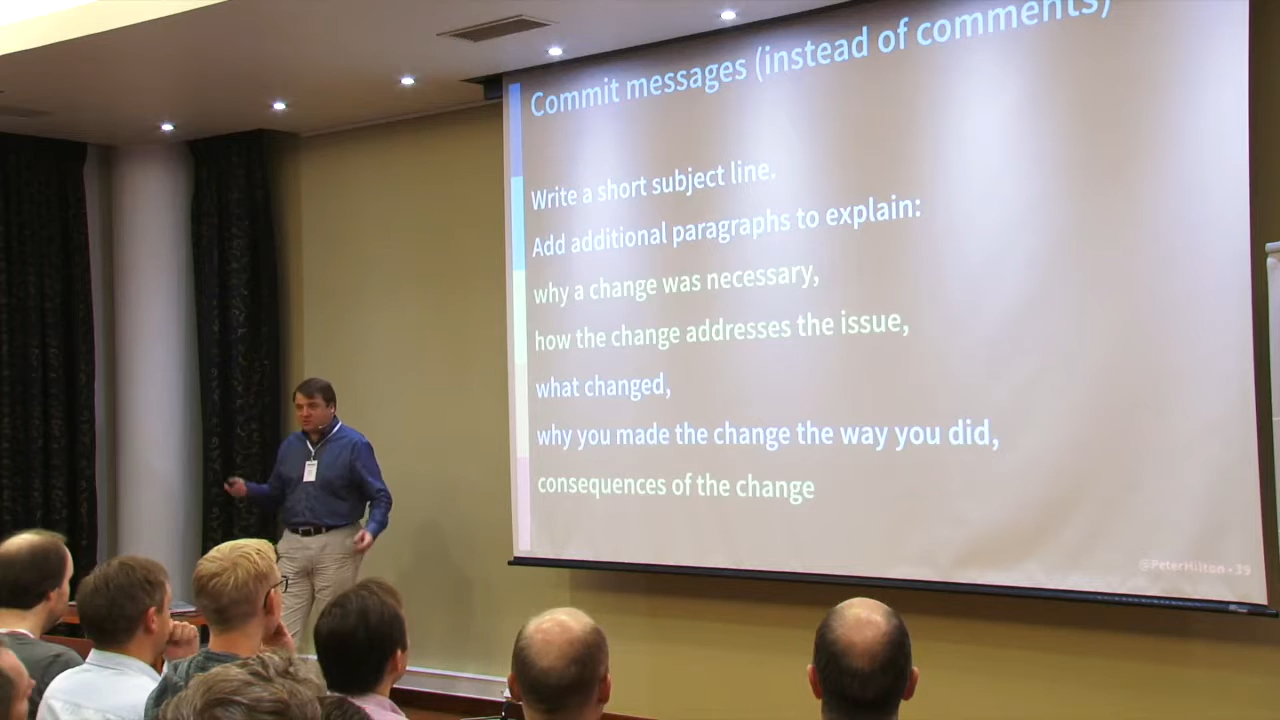 Commit messages (instead of comments)
Write a short subject line.
Add additional paragraphs to explain:
why a change was necessary,
how the change addresses the issue,
what changed,
why you made the change the way you did,
consequences of the change
@PeterHilton • 39